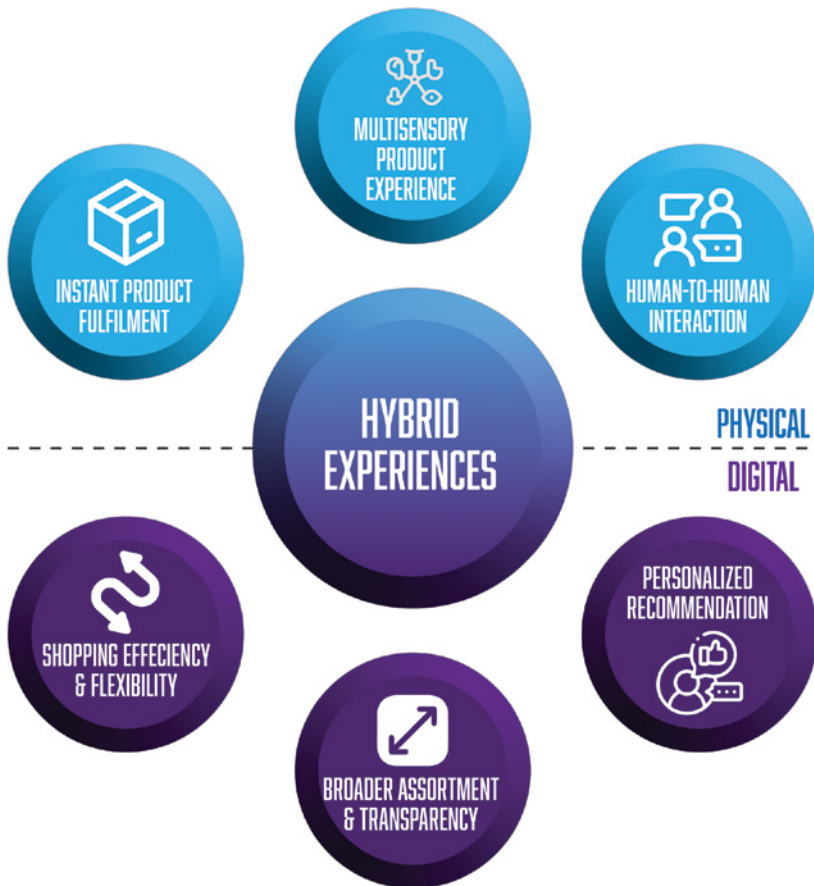 MULTISENSORY
PRODUCT
EXPERIENCE
INSTANT PRODUCT
FULFILMENT
HUMAN-TO-HUMAN
INTERACTION
HYBRID
EXPERIENCES
PHYSICAL
DIGITAL
SHOPPING EFFECIENCY
& FLEXIBILITY
PERSONALIZED
RECOMMENDATION
BROADER ASSORTMENT
& TRANSPARENCY